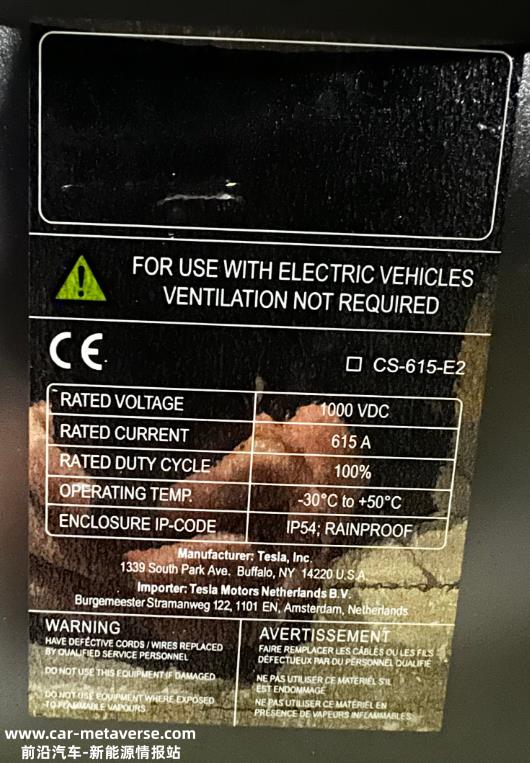 FOR USE WITH ELECTRIC VEHICLES
VENTILATION NOT REQUIRED
CE
CS-615-E2
RATED VOLTAGE 1000 VDC
RATED CURRENT 615 A
RATED DUTY CYCLE 100%
OPERATING TEMP. -30°C to +50°C
ENCLOSURE IP-CODE IP54; RAINPROOF
Manufacturer: Tesla, Inc.
1339 South Park Ave. Buffalo, NY 14220 U.S.A
Importer: Tesla Motors Netherlands B.V.
Burgemeester Stramanweg 122, 1101 EN, Amsterdam, Netherlands
WARNING
HAVE DEFECTIVE CORDS / WIRES REPLACED
BY QUALIFIED SERVICE PERSONNEL
DO NOT USE THIS EQUIPMENT IF DAMAGED
DO NOT USE EQUIPMENT WHERE EXPOSED
TO FLAMMABLE VAPOURS
AVERTISSEMENT
FAIRE REMPLACER LES CÂBLES OU LES FILS
DÉFECTUEUX PAR DU PERSONNEL QUALIFIÉ
NE PAS UTILISER CE MATÉRIEL S'IL
EST ENDOMMAGÉ
NE PAS UTILISER CE MATÉRIEL EN
PRÉSENCE DE VAPEURS INFLAMMABLES
www.car-metaverse.com
前沿汽车-新能源情报站